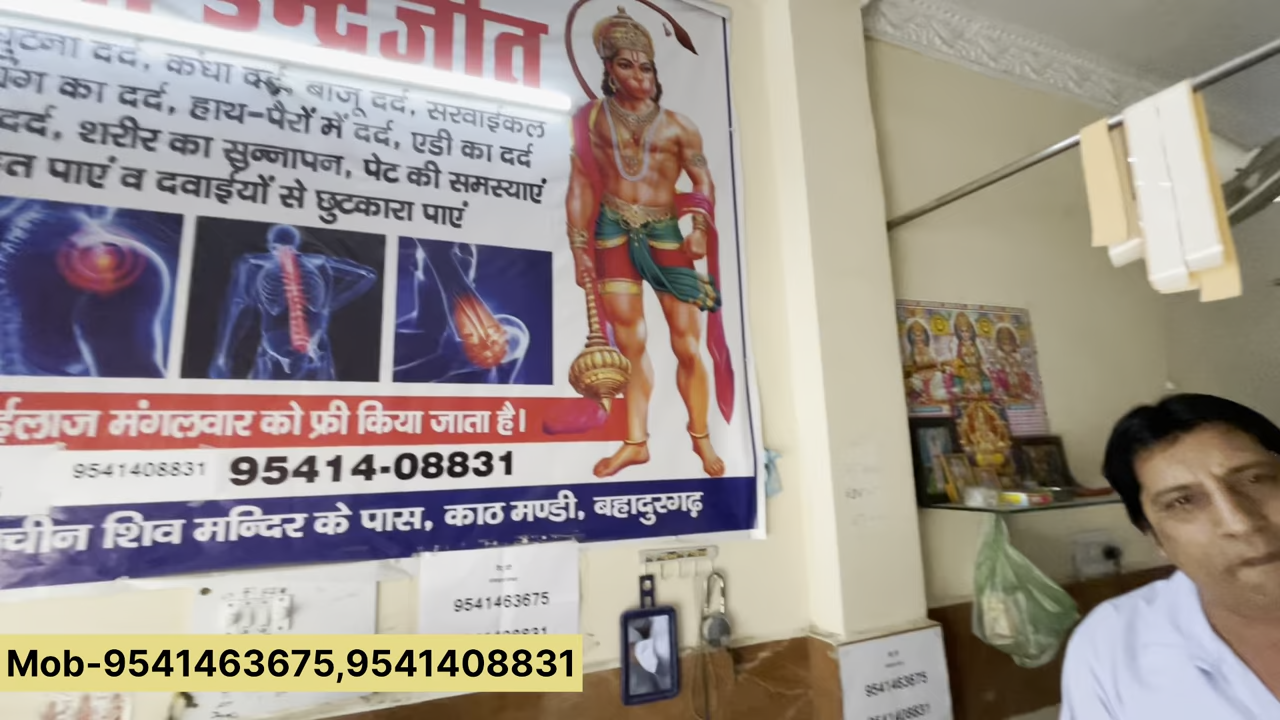 इन्द्रजीत
घुटना दर्द, कंधा दर्द, बाजू दर्द, सरवाईकल
का दर्द, हाथ-पैरों में दर्द, एडी का दर्द
दर्द, शरीर का सुन्नापन, पेट की समस्याएं
पाएं व दवाईयों से छुटकारा पाएं
ईलाज मंगलवार को फ्री किया जाता है।
9541408831 95414-08831
चीन शिव मन्दिर के पास, काठ मण्डी, बहादुरगढ़
9541463675
9541463675
9541408831
Mob-9541463675,9541408831